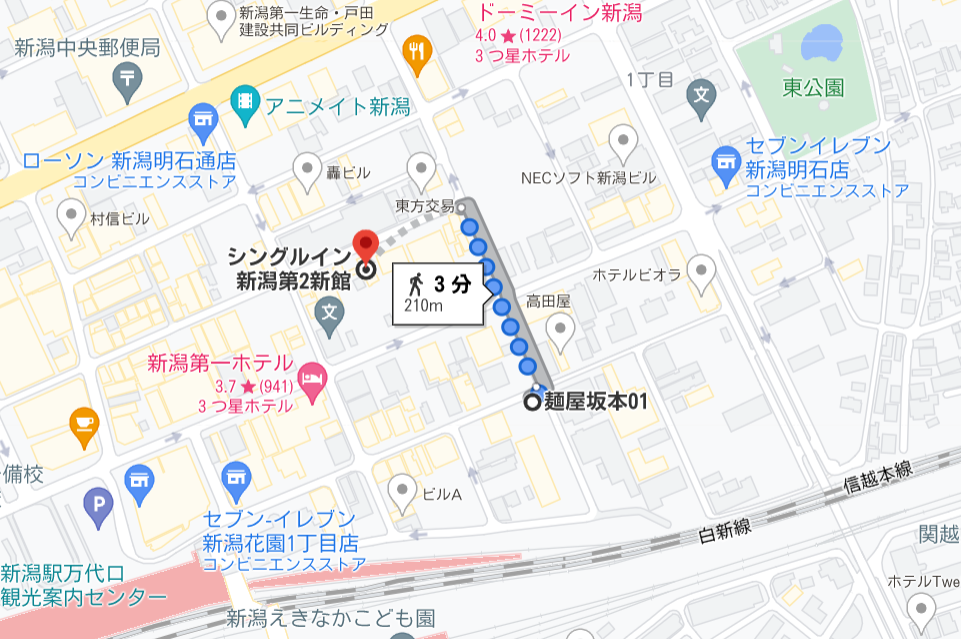 新潟第一生命・戸田
建設共同ビルディング
ドーミーイン新潟
4.0 ★ (1222)
3 つ星ホテル
新潟中央郵便局
アニメイト新潟
1丁目
文
東公園
ローソン 新潟明石通店
コンビニエンスストア
轟ビル
NECソフト新潟ビル
セブンイレブン
新潟明石店
コンビニエンスストア
村信ビル
東方交易
シングルイン
新潟第2新館
3 分
210m
ホテルビオラ
高田屋
文
新潟第一ホテル
3.7 ★ (941)
3 つ星ホテル
麺屋坂本01
備校
P
ビルA
信越本線
白新線
セブン-イレブン
新潟花園1丁目店
コンビニエンスストア
関越
新潟駅万代口
観光案内センター
ホテルTwe
新潟えきなかこども園